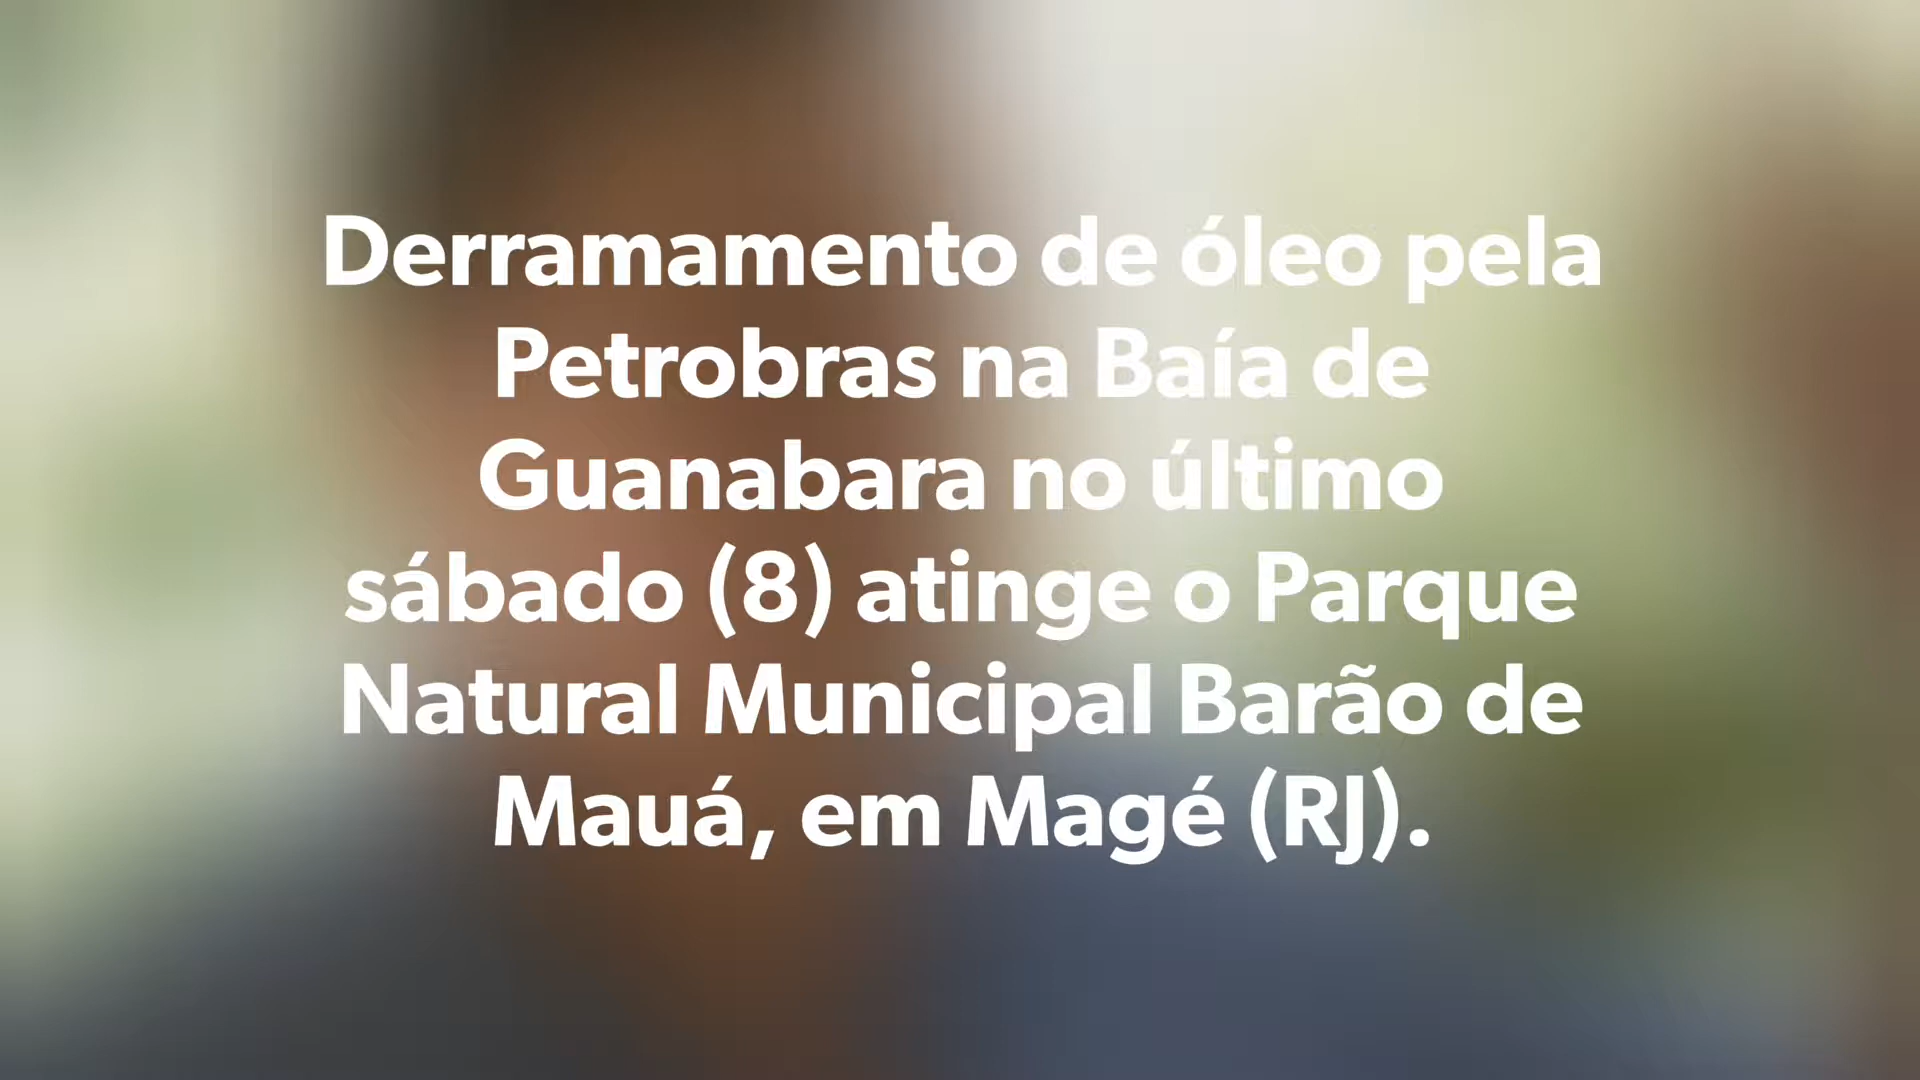 Derramamento de óleo pela
Petrobras na Baía de
Guanabara no último
sábado (8) atinge o Parque
Natural Municipal Barão de
Mauá, em Magé (RJ).